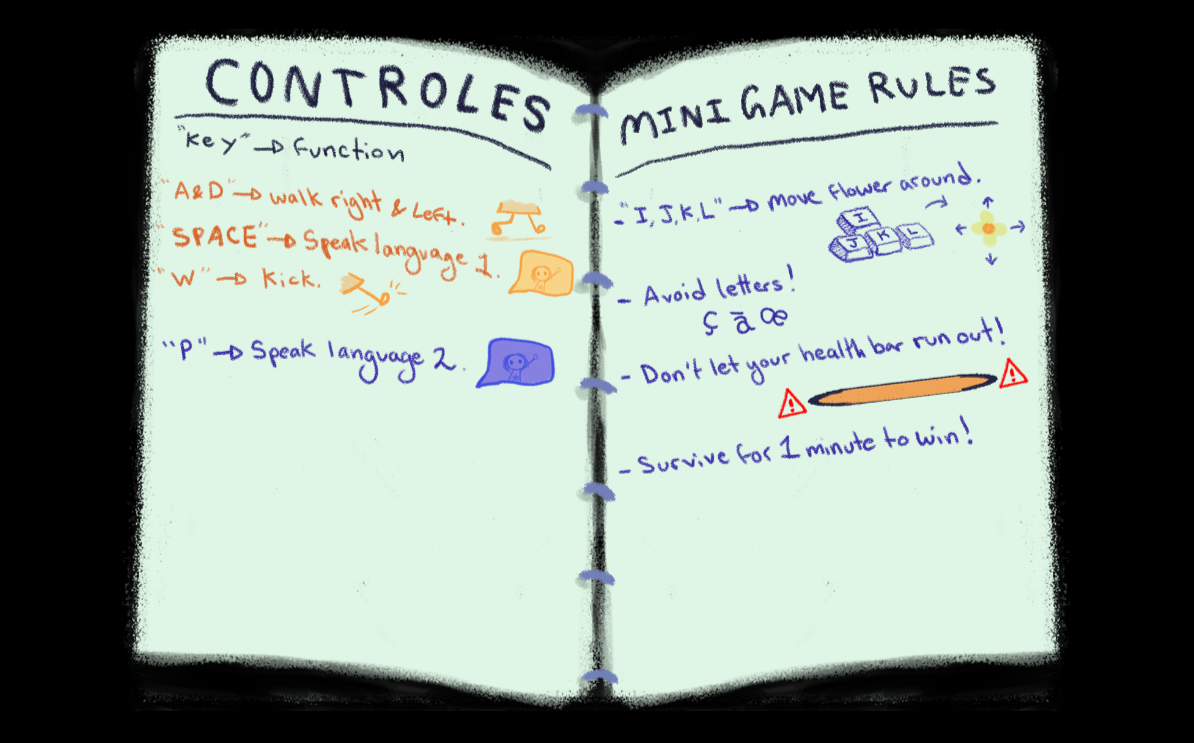 CONTROLES
"Key" → Function
"A&D" → walk right & Left.
"SPACE" → Speak language 1.
"W" → Kick.
"P" → Speak language 2.
MINI GAME RULES
- "I, J, K, L" → move flower around.
I
J K L
- Avoid letters!
ç ã œ
- Don't let your health bar run out!
! !
- Survive for 1 minute to win!